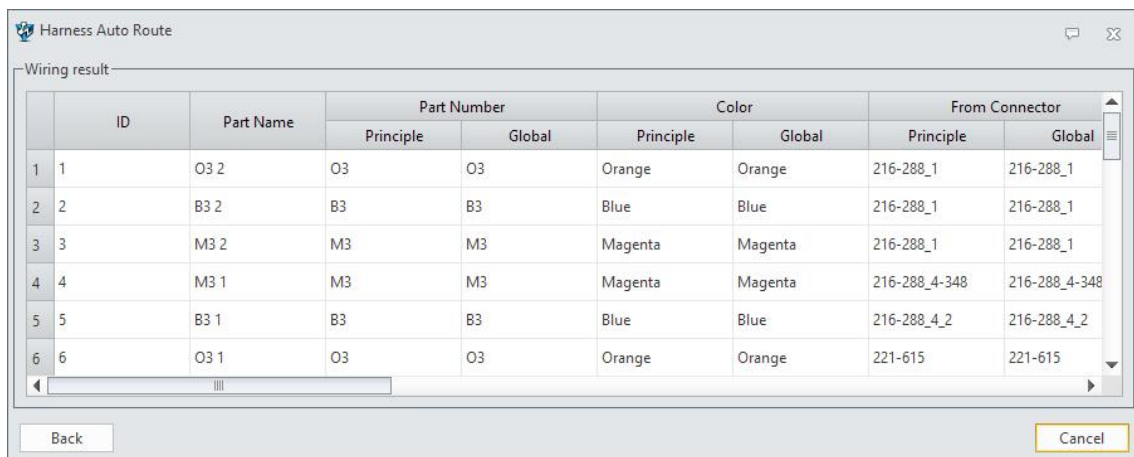 Harness Auto Route
Wiring result
ID Part Name Part Number Color From Connector
Principle Global Principle Global Principle Global
1 1 O3 2 O3 O3 Orange Orange 216-288_1 216-288_1
2 2 B3 2 B3 B3 Blue Blue 216-288_1 216-288_1
3 3 M3 2 M3 M3 Magenta Magenta 216-288_1 216-288_1
4 4 M3 1 M3 M3 Magenta Magenta 216-288_4-348 216-288_4-348
5 5 B3 1 B3 B3 Blue Blue 216-288_4_2 216-288_4_2
6 6 O3 1 O3 O3 Orange Orange 221-615 221-615
Back Cancel